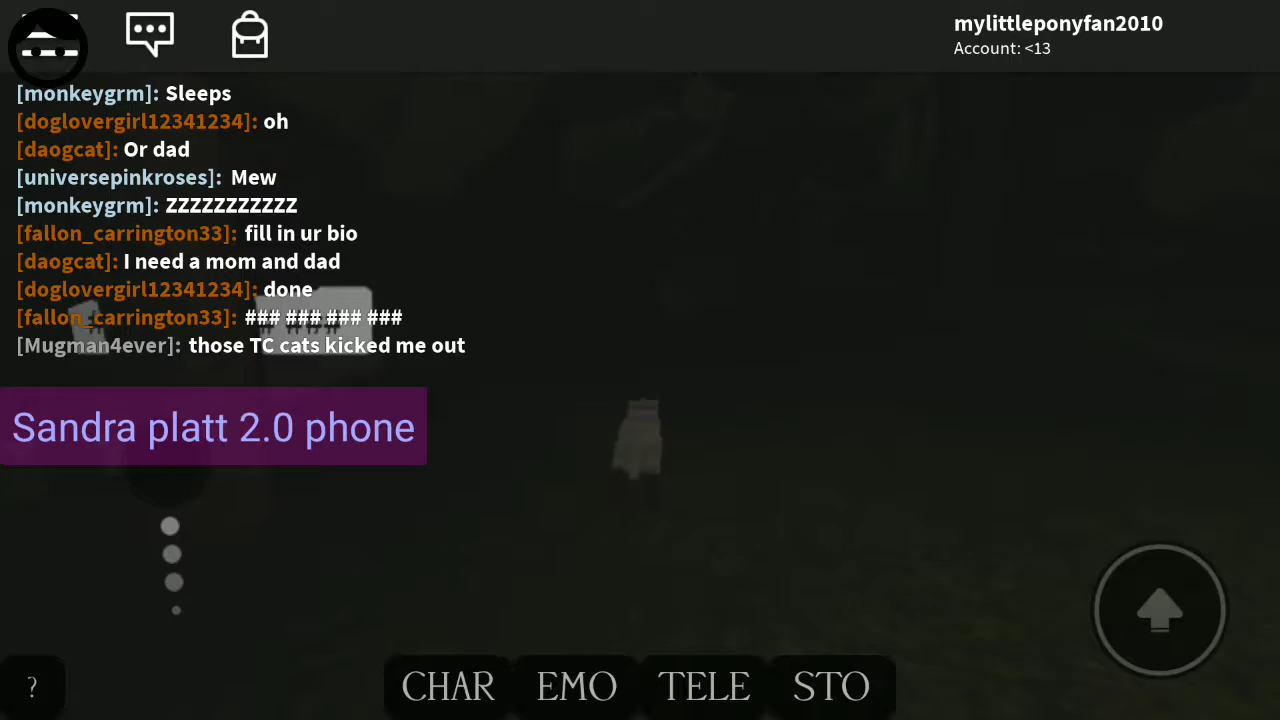 mylittleponyfan2010
Account: <13
[monkeygrm]: Sleeps
[doglovergirl12341234]: oh
[daogcat]: Or dad
[universepinkroses]: Mew
[monkeygrm]: ZZZZZZZZZZZ
[fallon_carrington33]: fill in ur bio
[daogcat]: I need a mom and dad
[doglovergirl12341234]: done
[fallon_carrington33]: ### ### ### ###
[Mugman4ever]: those TC cats kicked me out
Sandra platt 2.0 phone
? CHAR EMO TELE STO